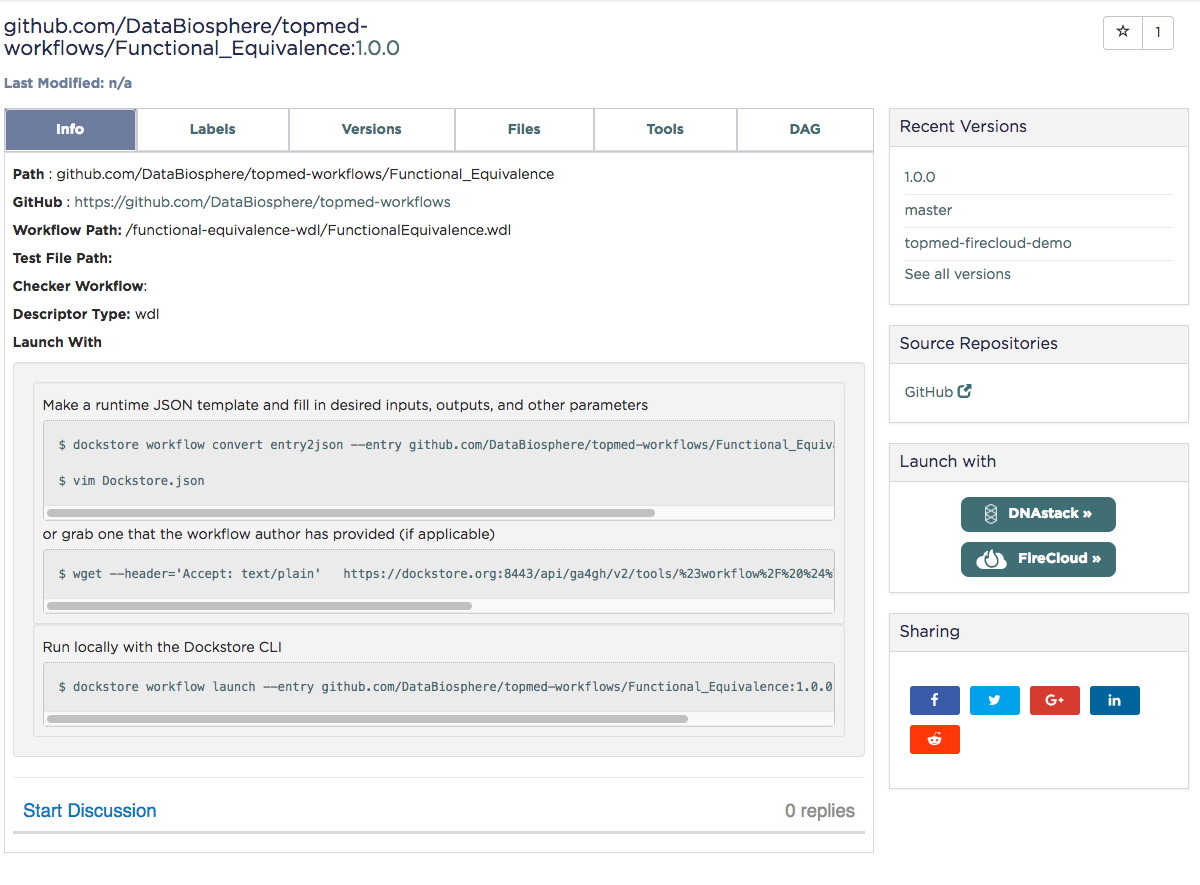 github.com/DataBiosphere/topmed-
workflows/Functional_Equivalence:1.0.0
1
Last Modified: n/a
Info
Labels
Versions
Files
Tools
DAG
Path : github.com/DataBiosphere/topmed-workflows/Functional_Equivalence
GitHub : https://github.com/DataBiosphere/topmed-workflows
Workflow Path: /functional-equivalence-wdl/FunctionalEquivalence.wdl
Test File Path:
Checker Workflow:
Descriptor Type: wdl
Launch With
Make a runtime JSON template and fill in desired inputs, outputs, and other parameters
$ dockstore workflow convert entry2json --entry github.com/DataBiosphere/topmed-workflows/Functional_Equiva
$ vim Dockstore.json
or grab one that the workflow author has provided (if applicable)
$ wget --header='Accept: text/plain' https://dockstore.org:8443/api/ga4gh/v2/tools/%23workflow%2F%20%24%
Run locally with the Dockstore CLI
$ dockstore workflow launch --entry github.com/DataBiosphere/topmed-workflows/Functional_Equivalence:1.0.0
Start Discussion
0 replies
Recent Versions
1.0.0
master
topmed-firecloud-demo
See all versions
Source Repositories
GitHub
Launch with
DNAstack »
FireCloud »
Sharing
f
G+
in